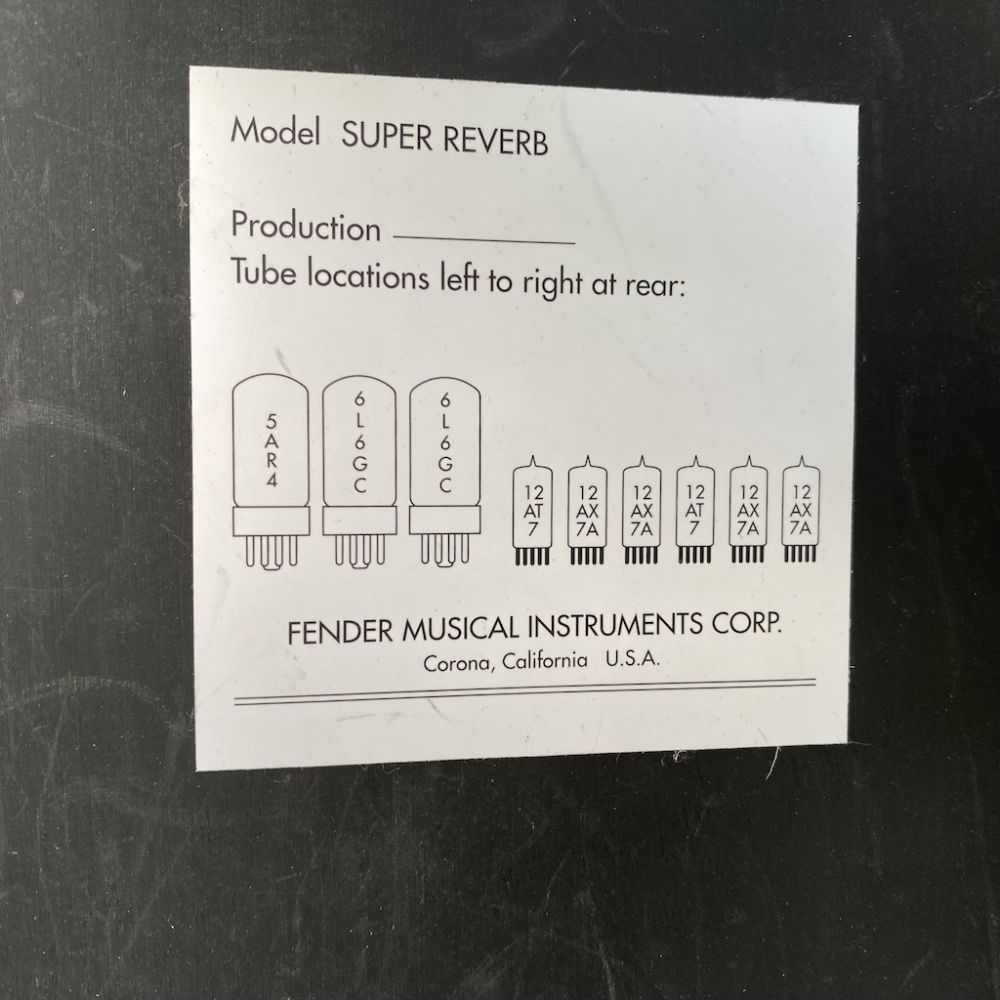 Model SUPER REVERB
Production
Tube locations left to right at rear:
5AR4 6L6GC 6L6GC 12AT7 12AX7A 12AX7A 12AT7 12AX7A 12AX7A
FENDER MUSICAL INSTRUMENTS CORP.
Corona, California U.S.A.